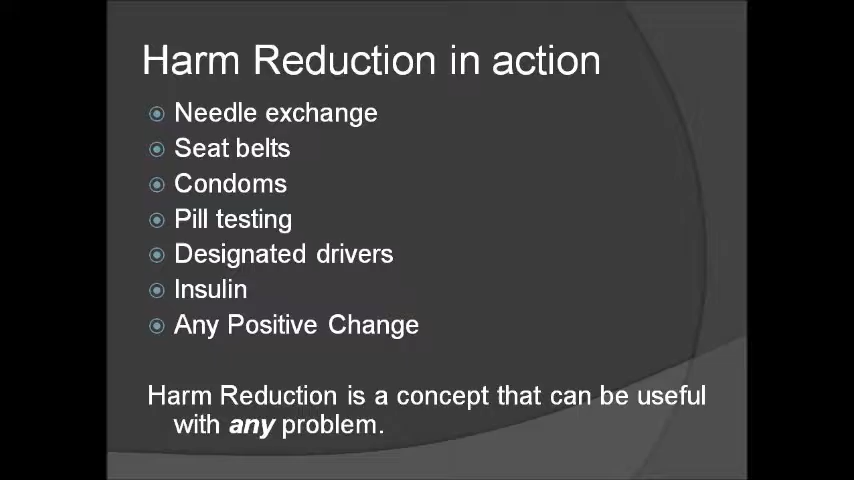 Harm Reduction in action
Needle exchange
Seat belts
Condoms
Pill testing
Designated drivers
Insulin
Any Positive Change
Harm Reduction is a concept that can be useful
with any problem.